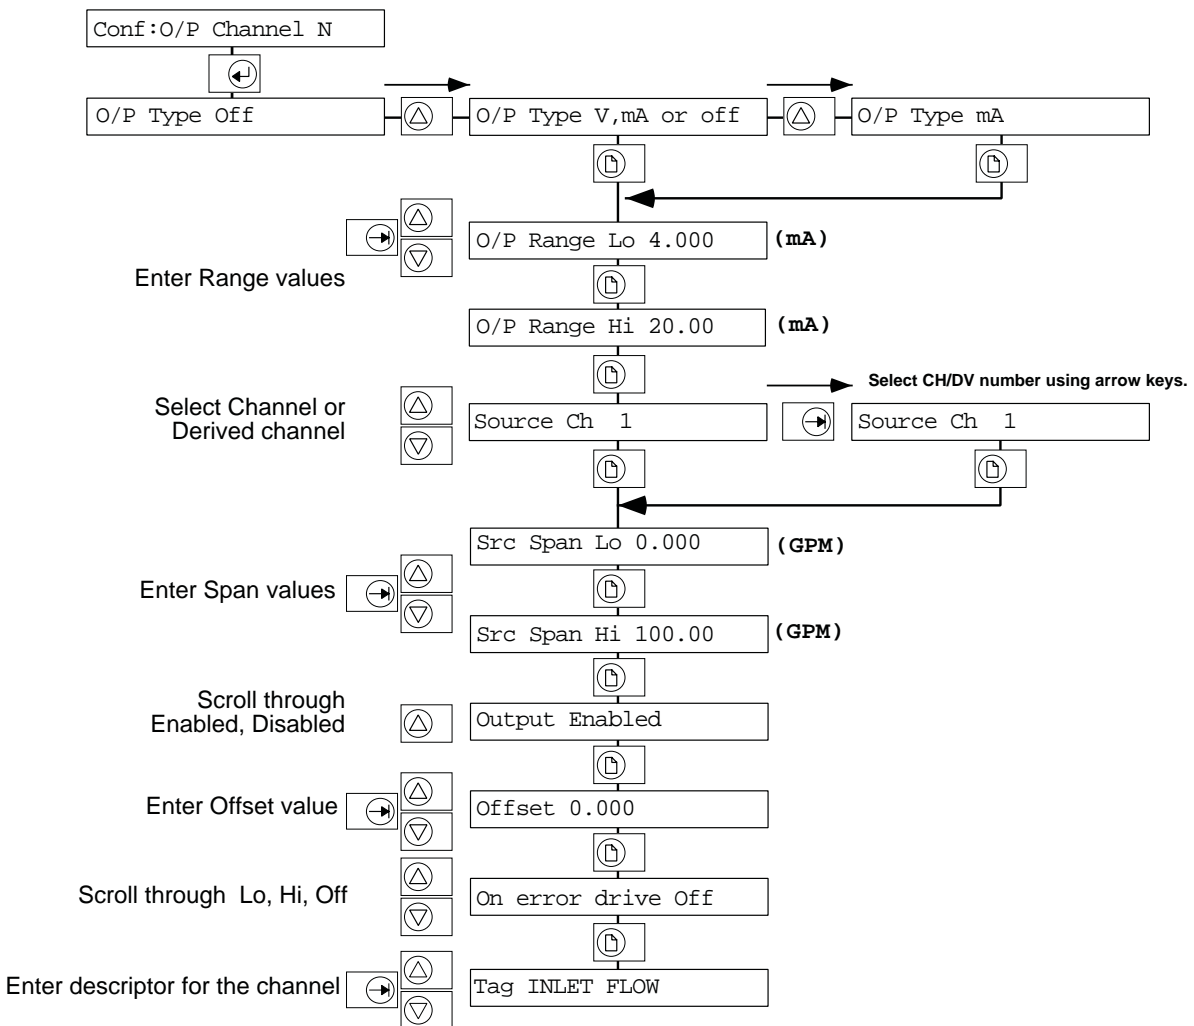 Conf:O/P Channel N
O/P Type Off
O/P Type V,mA or off
O/P Type mA
O/P Range Lo 4.000
(mA)
Enter Range values
O/P Range Hi 20.00
(mA)
Select CH/DV number using arrow keys.
Select Channel or
Derived channel
Source Ch 1
Source Ch 1
Src Span Lo 0.000
(GPM)
Enter Span values
Src Span Hi 100.00
(GPM)
Scroll through
Enabled, Disabled
Output Enabled
Enter Offset value
Offset 0.000
Scroll through Lo, Hi, Off
On error drive Off
Enter descriptor for the channel
Tag INLET FLOW